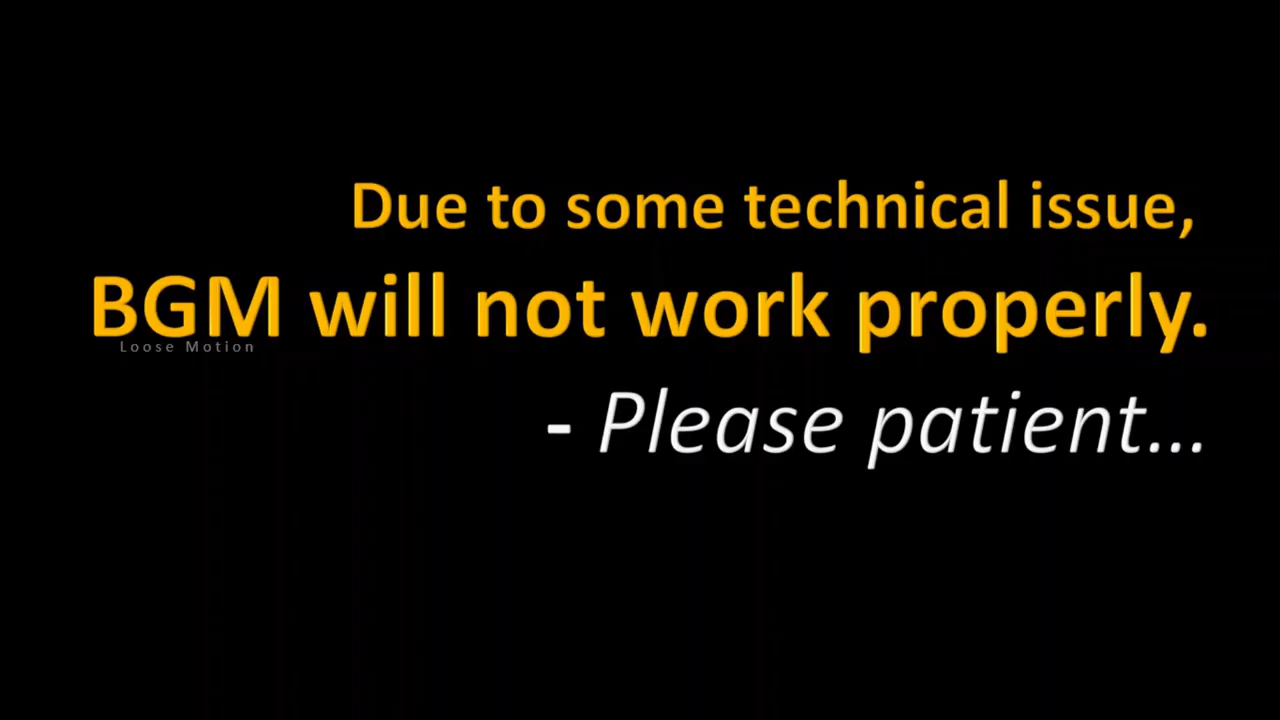 Due to some technical issue,
BGM will not work properly.
Loose Motion
- Please patient...